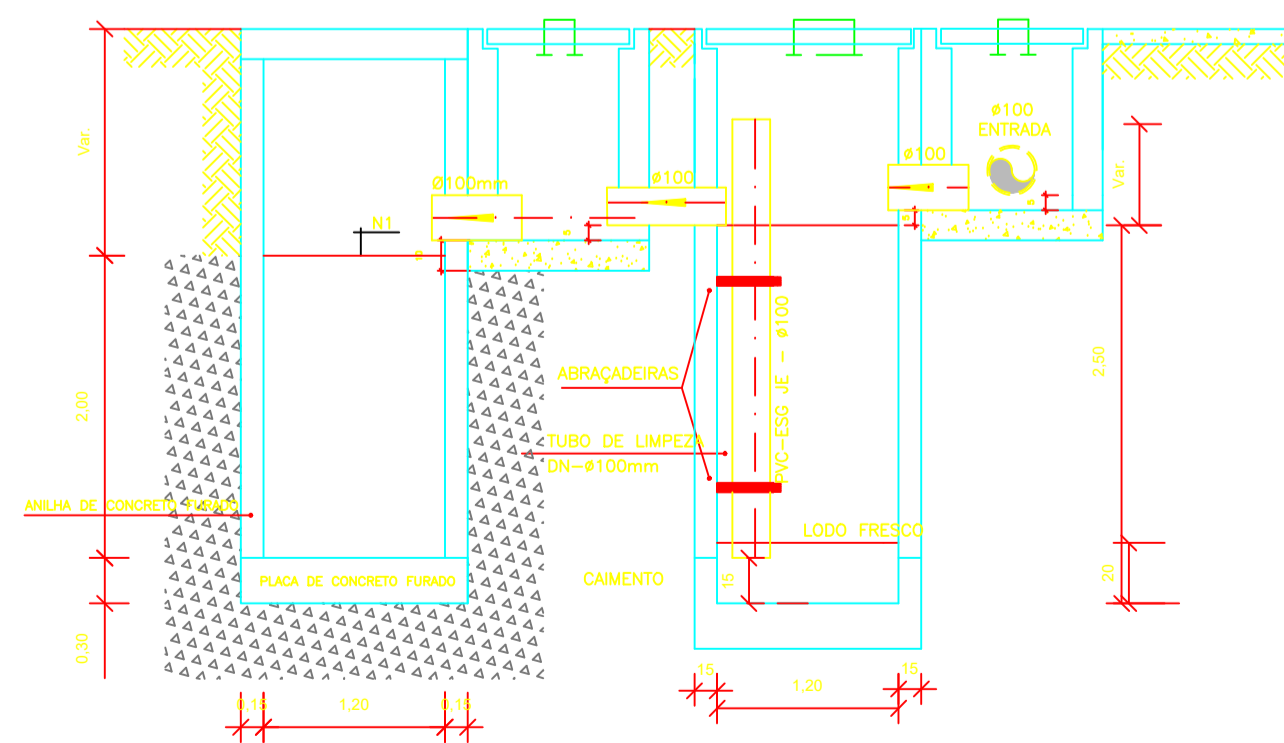 Var.
2,00
0,30
ANILHA DE CONCRETO FURADO
PLACA DE CONCRETO FURADO
0,15
1,20
0,15
N1
Ø100mm
ø100
ø100
ø100
ENTRADA
Var.
ABRAÇADEIRAS
TUBO DE LIMPEZA
DN-ø100mm
PVC-ESG JE - ø100
LODO FRESCO
CAIMENTO
15
2,50
20
15
1,20
15